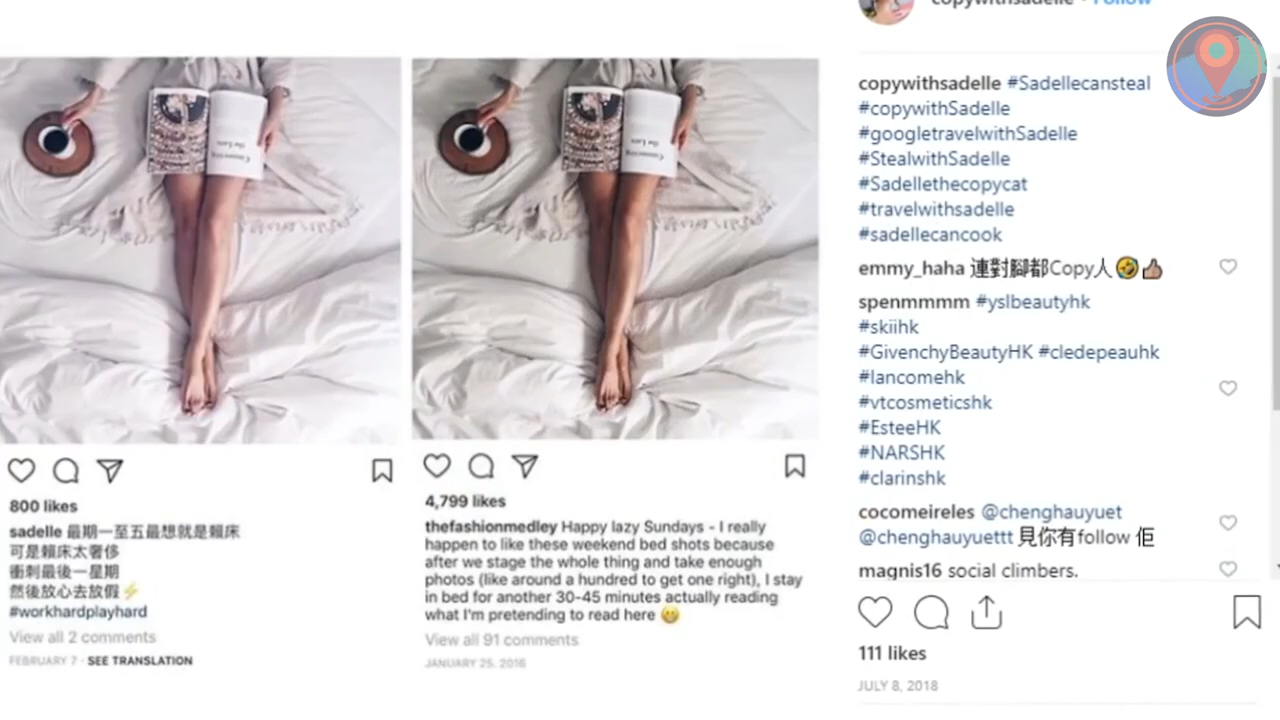 800 likes
sadelle 最期一至五最想就是賴床
可是賴床太奢侈
衝刺最後一星期
然後放心去放假⚡
#workhardplayhard
View all 2 comments
FEBRUARY 7 · SEE TRANSLATION
4,799 likes
thefashionmedley Happy lazy Sundays - I really
happen to like these weekend bed shots because
after we stage the whole thing and take enough
photos (like around a hundred to get one right), I stay
in bed for another 30-45 minutes actually reading
what I'm pretending to read here 😁
View all 91 comments
JANUARY 25, 2016
copywithsadelle · Follow
copywithsadelle #Sadellecansteal
#copywithSadelle
#googletravelwithSadelle
#StealwithSadelle
#Sadellethecopycat
#travelwithsadelle
#sadellecancook
emmy_haha 連對腳都Copy人🤣👍🏽
spenmmmm #yslbeautyhk
#skiihk
#GivenchyBeautyHK #cledepeauhk
#lancomehk
#vtcosmeticshk
#EsteeHK
#NARSHK
#clarinshk
cocomeireles @chenghauyuet
@chenghauyuettt 見你有follow 佢
magnis16 social climbers.
111 likes
JULY 8, 2018